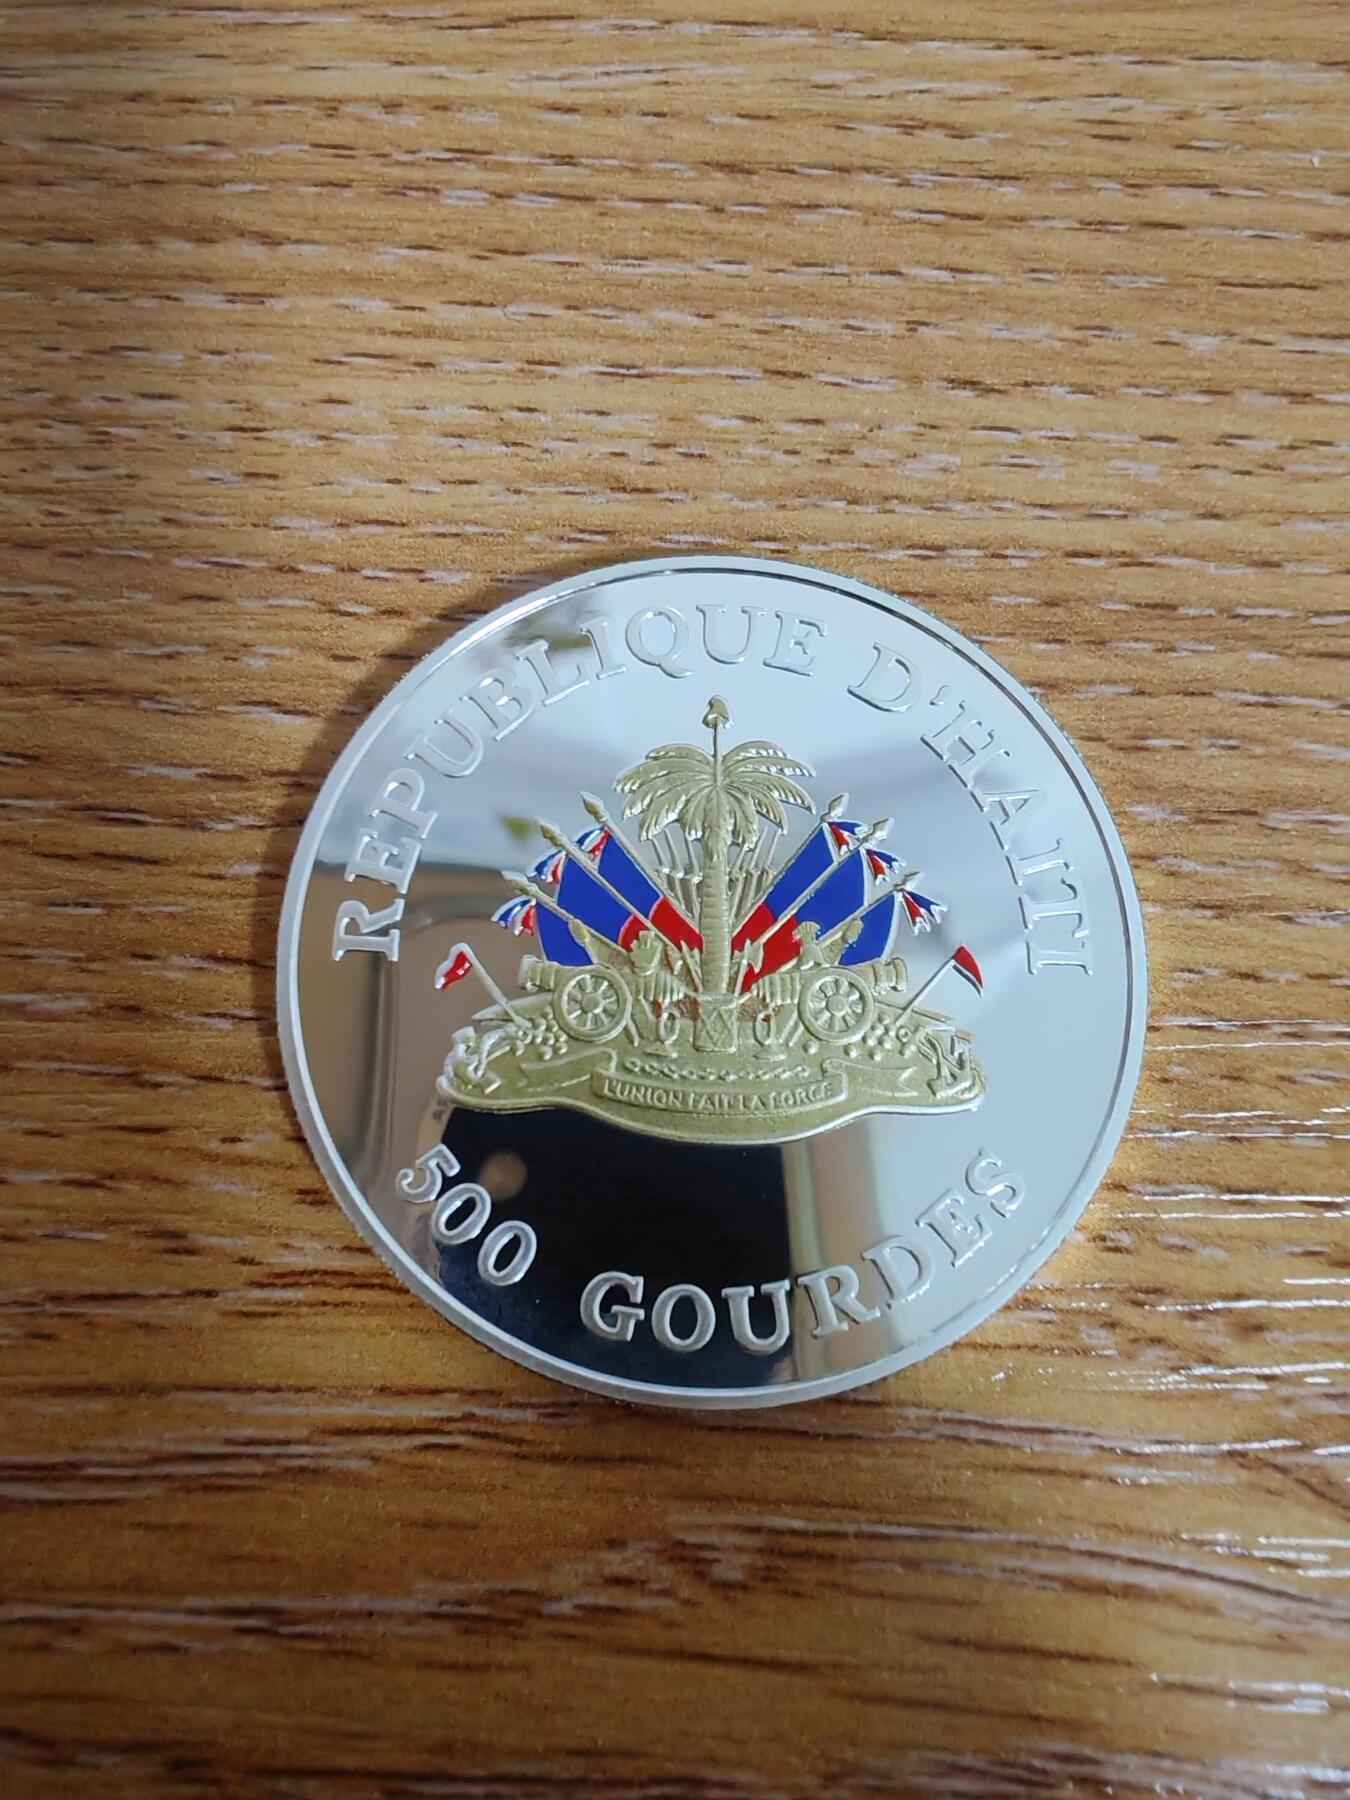 REPUBLIQUE D'HAITI
L'UNION FAIT LA FORCE
500 GOURDES